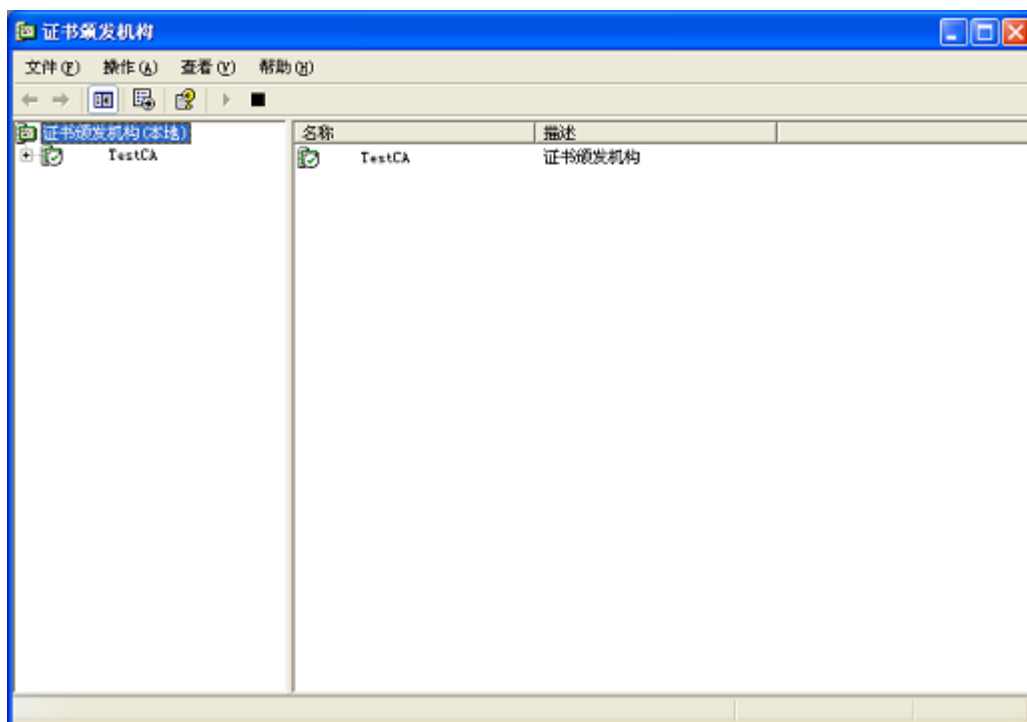 证书颁发机构
文件(F) 操作(A) 查看(V) 帮助(H)
证书颁发机构(本地)
TestCA
名称 描述
TestCA 证书颁发机构